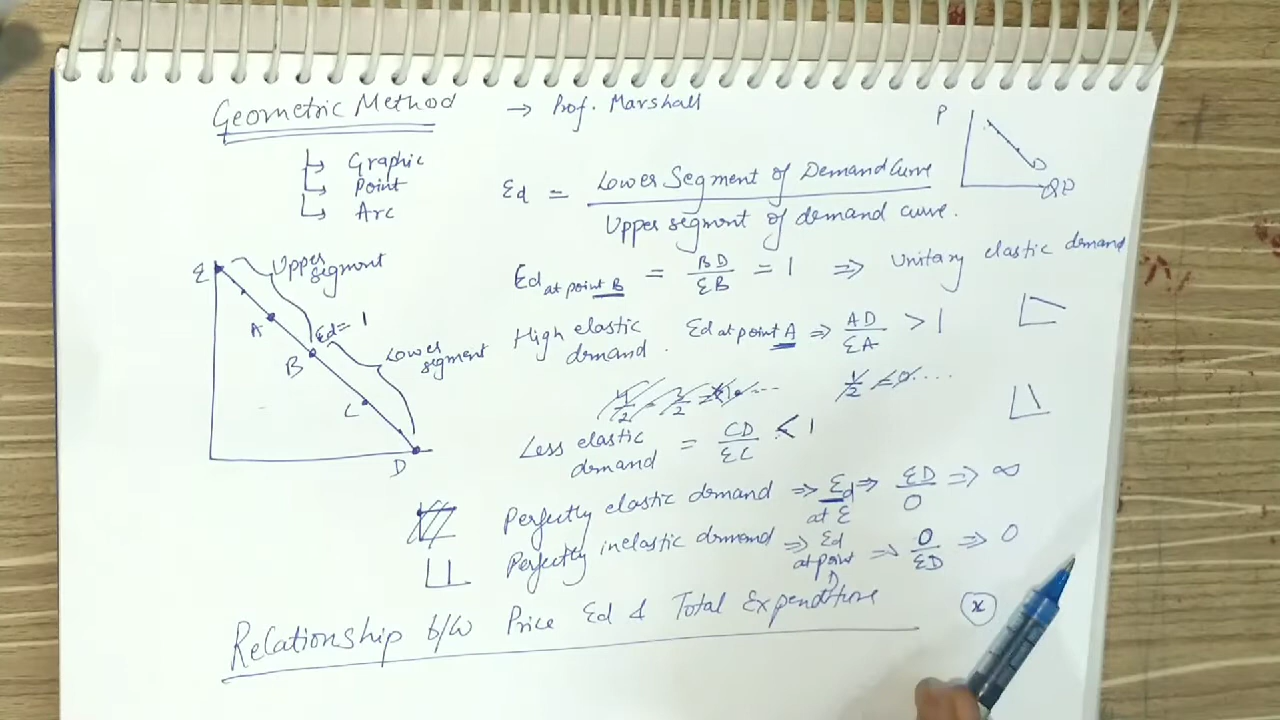 Geometric Method → Prof. Marshall
Graphic
Point
Arc
P
D
QD
Ed = Lower Segment of Demand Curve / Upper segment of demand curve.
E
Upper segment
A
Ed = 1
B
Lower segment
C
D
Ed at point B = BD/EB = 1 ⇒ Unitary elastic demand
High elastic demand. Ed at point A ⇒ AD/EA > 1
Less elastic demand = CD/EC < 1
Perfectly elastic demand ⇒ Ed at E ⇒ ED/0 ⇒ ∞
Perfectly inelastic demand ⇒ Ed at point D ⇒ 0/ED ⇒ 0
Relationship b/w Price Ed & Total Expenditure
(x)